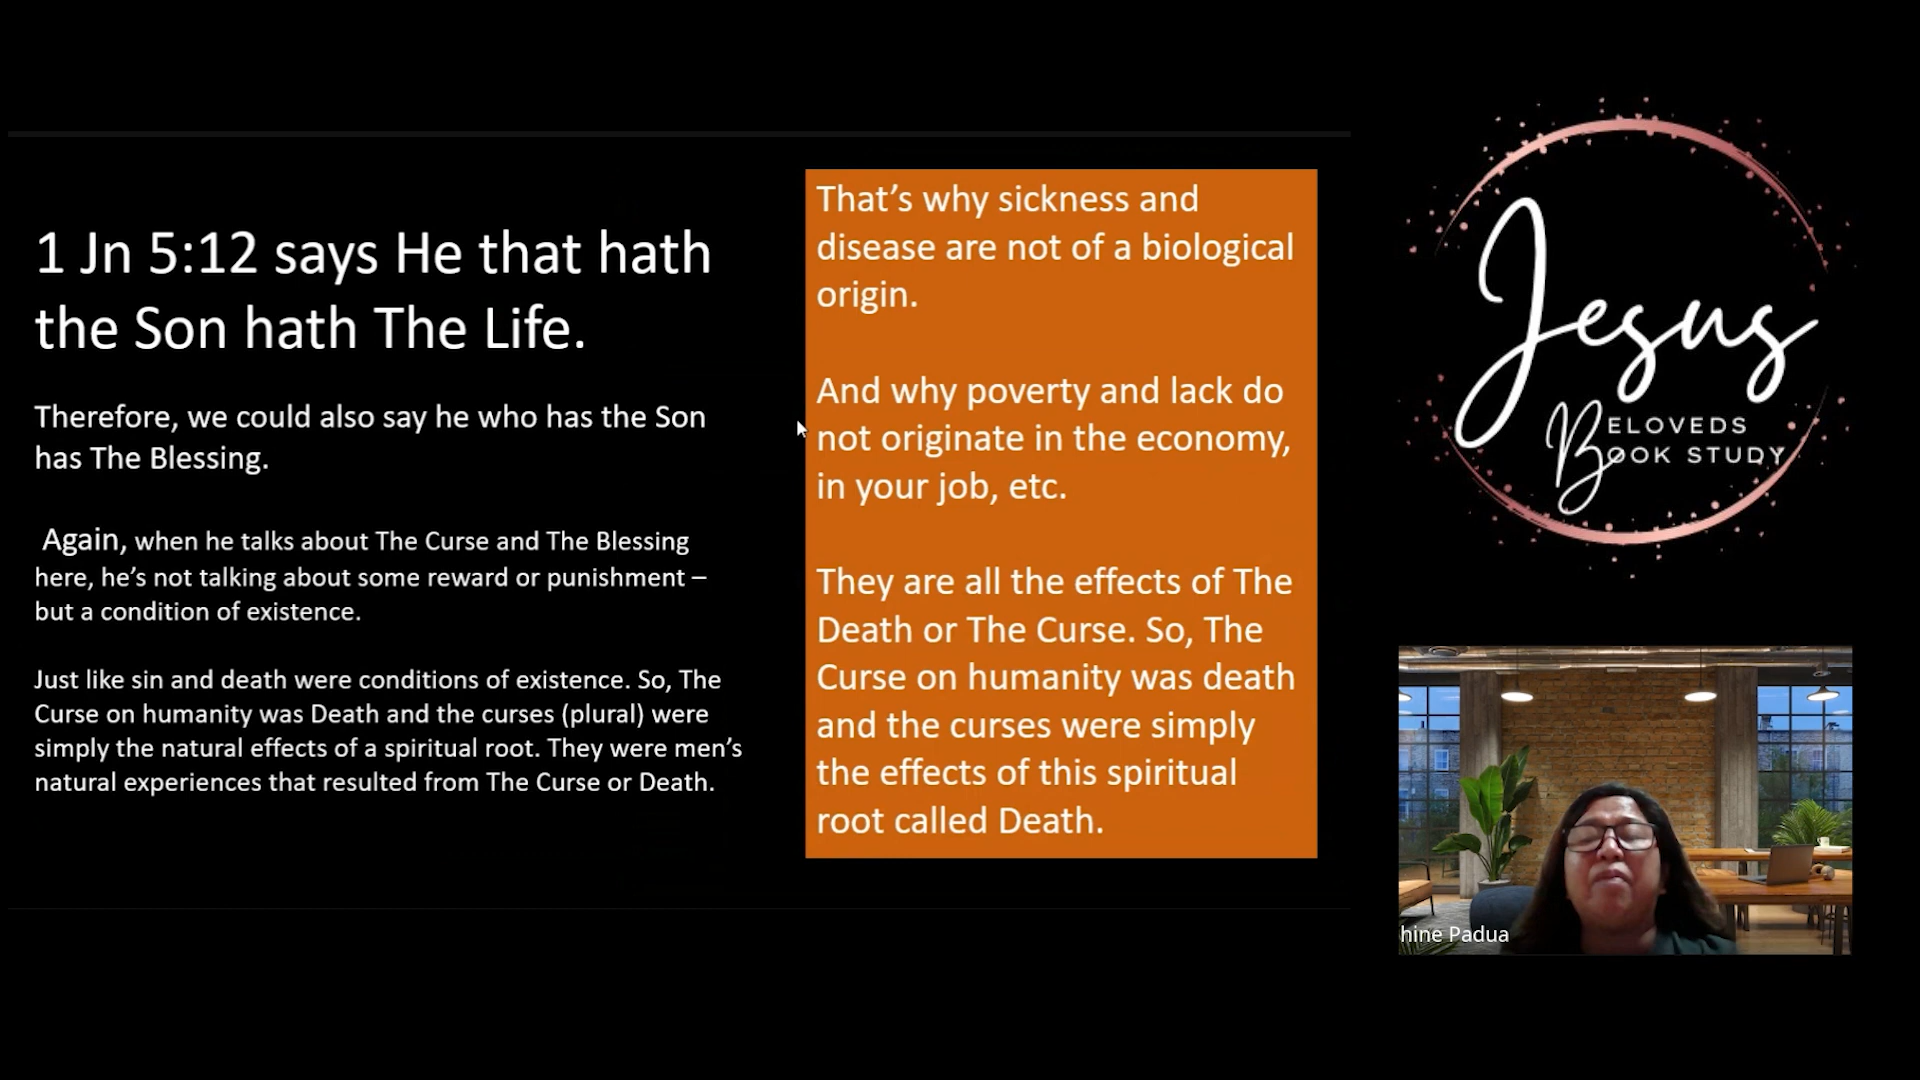 1 Jn 5:12 says He that hath
the Son hath The Life.
Therefore, we could also say he who has the Son
has The Blessing.
Again, when he talks about The Curse and The Blessing
here, he's not talking about some reward or punishment –
but a condition of existence.
Just like sin and death were conditions of existence. So, The
Curse on humanity was Death and the curses (plural) were
simply the natural effects of a spiritual root. They were men's
natural experiences that resulted from The Curse or Death.
That's why sickness and
disease are not of a biological
origin.
And why poverty and lack do
not originate in the economy,
in your job, etc.
They are all the effects of The
Death or The Curse. So, The
Curse on humanity was death
and the curses were simply
the effects of this spiritual
root called Death.
Jesus
BELOVEDS
BOOK STUDY
hine Padua